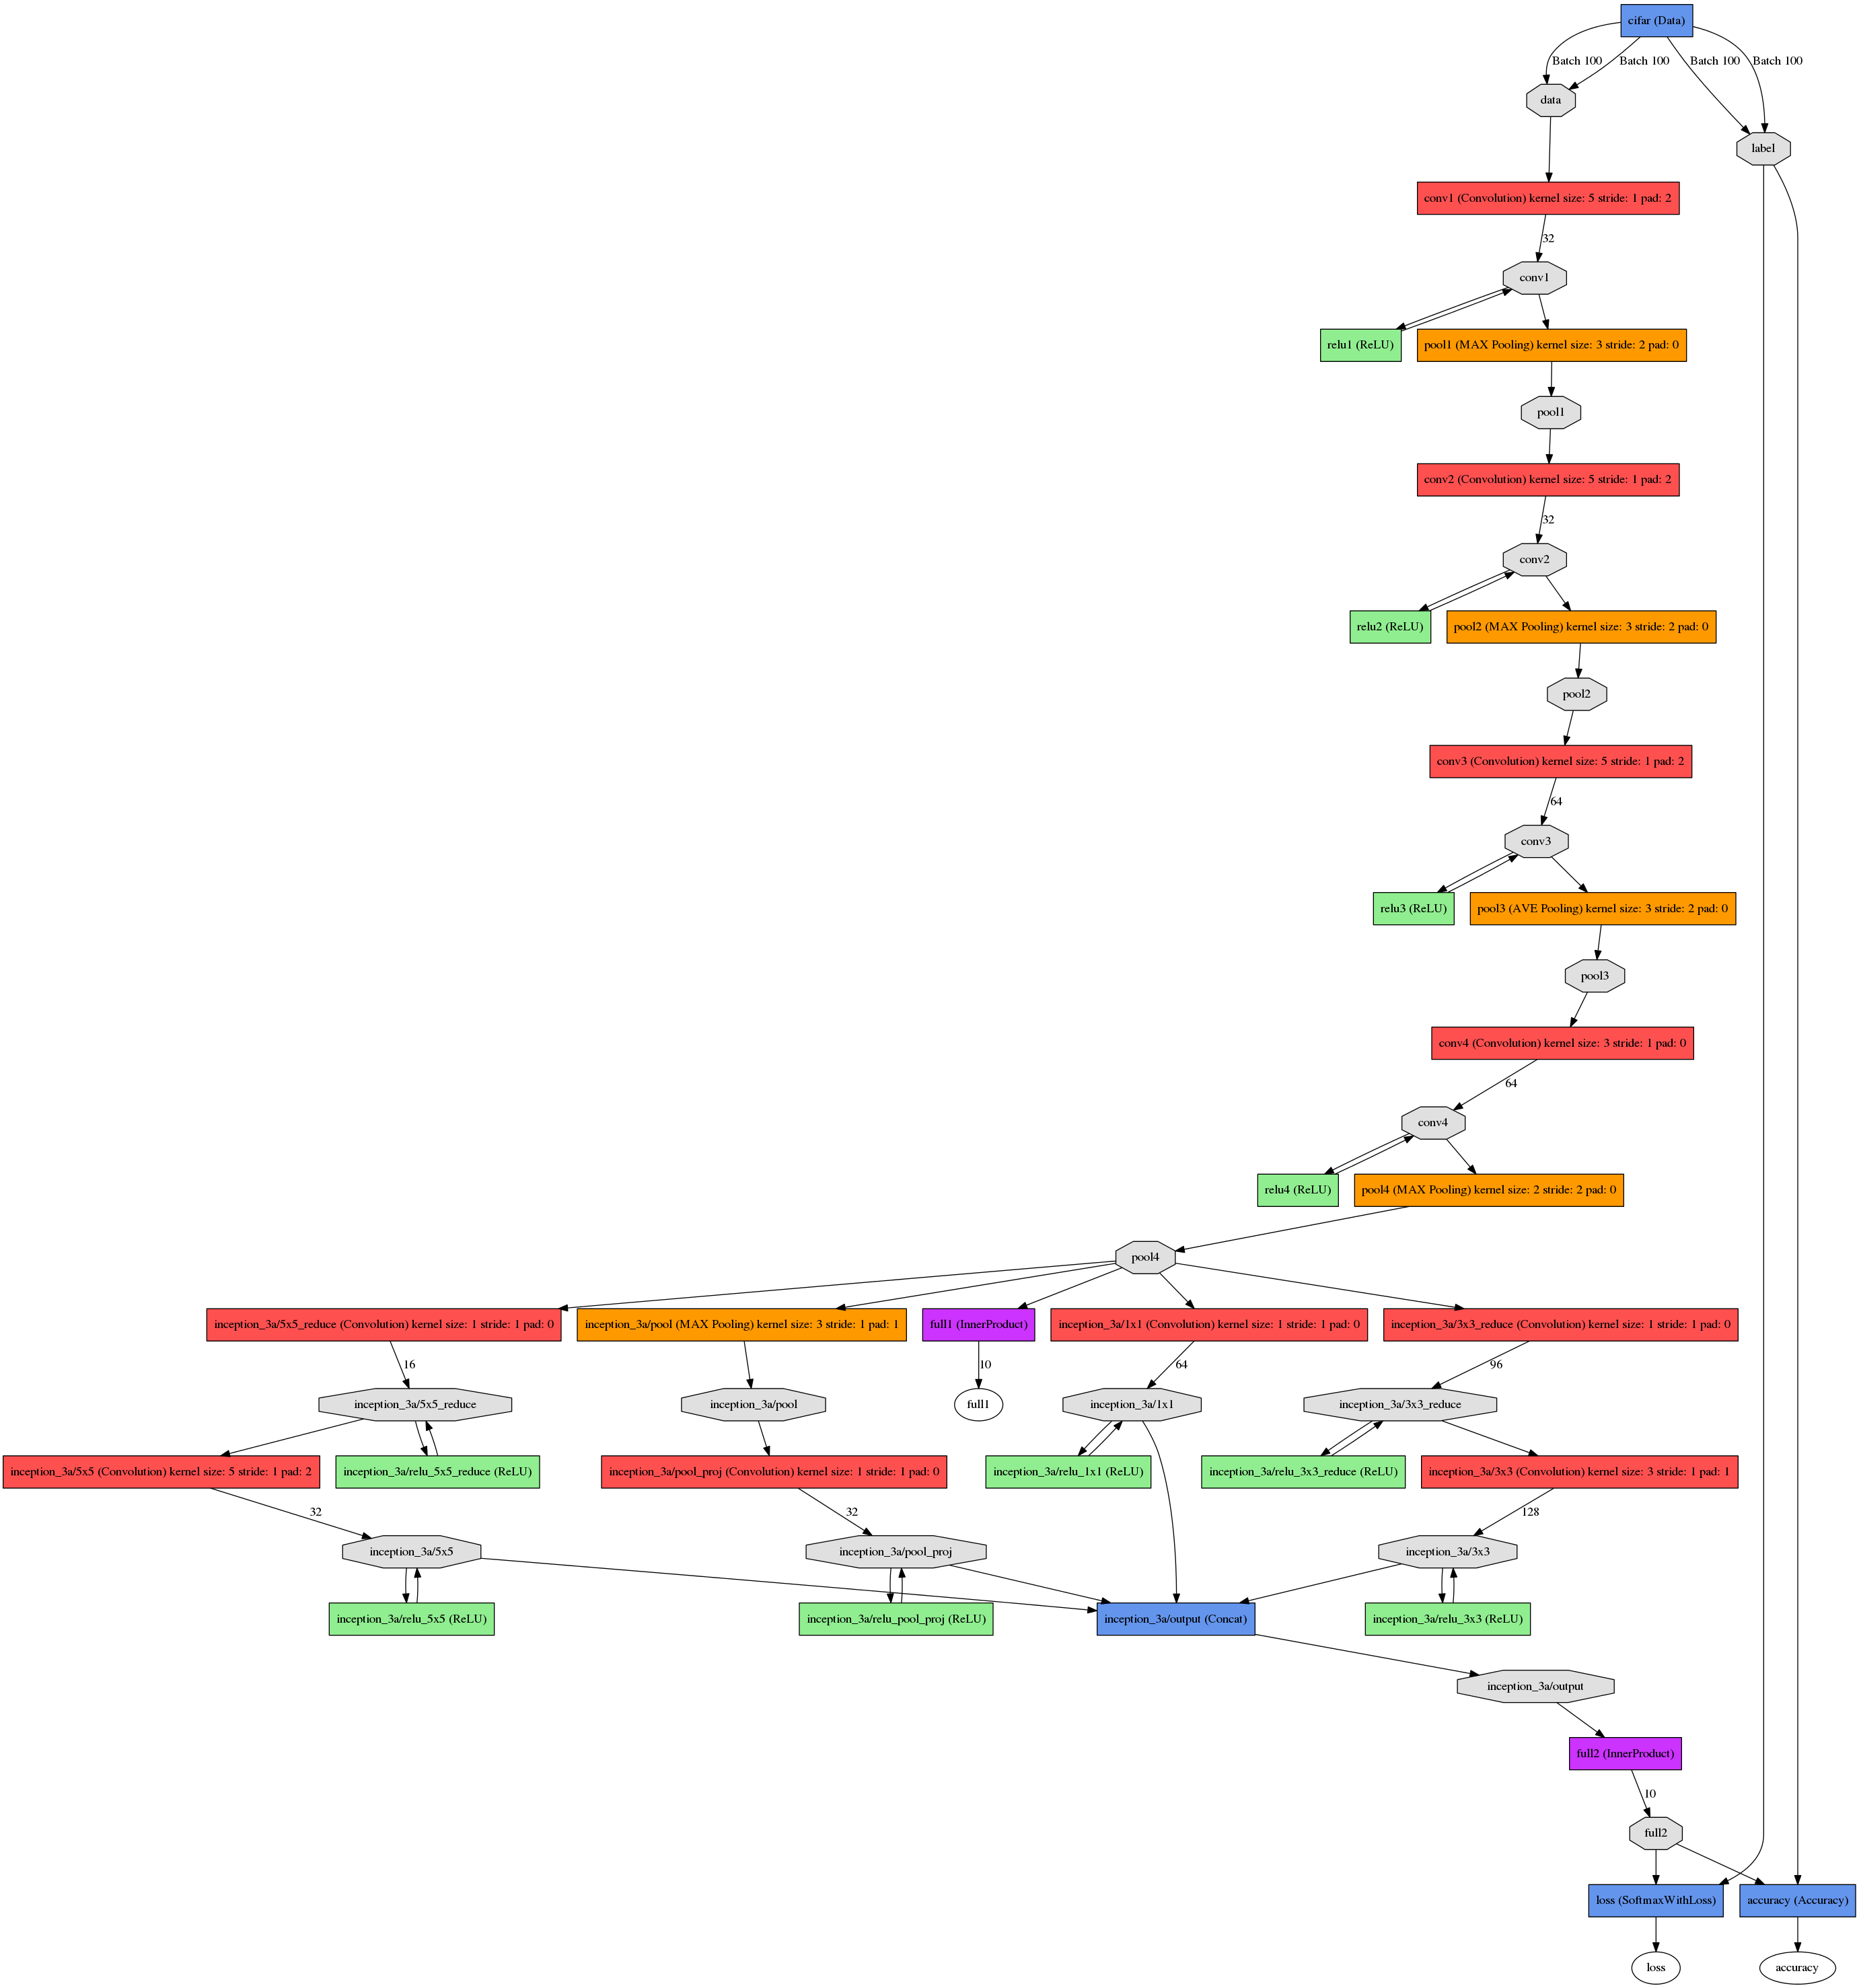 cifar (Data)
Batch 100
Batch 100
Batch 100
Batch 100
data
label
conv1 (Convolution) kernel size: 5 stride: 1 pad: 2
32
conv1
relu1 (ReLU)
pool1 (MAX Pooling) kernel size: 3 stride: 2 pad: 0
pool1
conv2 (Convolution) kernel size: 5 stride: 1 pad: 2
32
conv2
relu2 (ReLU)
pool2 (MAX Pooling) kernel size: 3 stride: 2 pad: 0
pool2
conv3 (Convolution) kernel size: 5 stride: 1 pad: 2
64
conv3
relu3 (ReLU)
pool3 (AVE Pooling) kernel size: 3 stride: 2 pad: 0
pool3
conv4 (Convolution) kernel size: 3 stride: 1 pad: 0
64
conv4
relu4 (ReLU)
pool4 (MAX Pooling) kernel size: 2 stride: 2 pad: 0
pool4
inception_3a/5x5_reduce (Convolution) kernel size: 1 stride: 1 pad: 0
inception_3a/pool (MAX Pooling) kernel size: 3 stride: 1 pad: 1
full1 (InnerProduct)
inception_3a/1x1 (Convolution) kernel size: 1 stride: 1 pad: 0
inception_3a/3x3_reduce (Convolution) kernel size: 1 stride: 1 pad: 0
16
10
64
96
inception_3a/5x5_reduce
inception_3a/pool
full1
inception_3a/1x1
inception_3a/3x3_reduce
inception_3a/5x5 (Convolution) kernel size: 5 stride: 1 pad: 2
inception_3a/relu_5x5_reduce (ReLU)
inception_3a/pool_proj (Convolution) kernel size: 1 stride: 1 pad: 0
inception_3a/relu_1x1 (ReLU)
inception_3a/relu_3x3_reduce (ReLU)
inception_3a/3x3 (Convolution) kernel size: 3 stride: 1 pad: 1
32
32
128
inception_3a/5x5
inception_3a/pool_proj
inception_3a/3x3
inception_3a/relu_5x5 (ReLU)
inception_3a/relu_pool_proj (ReLU)
inception_3a/output (Concat)
inception_3a/relu_3x3 (ReLU)
inception_3a/output
full2 (InnerProduct)
10
full2
loss (SoftmaxWithLoss)
accuracy (Accuracy)
loss
accuracy